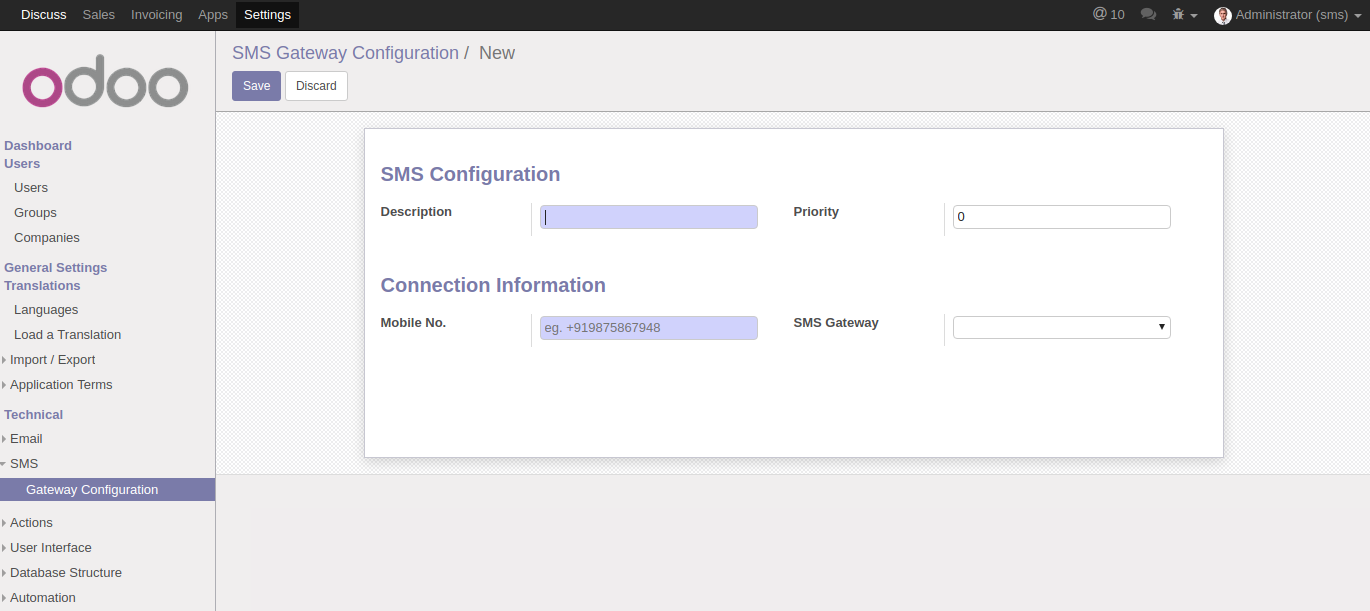 Discuss Sales Invoicing Apps Settings @ 10 Administrator (sms)
odoo
Dashboard
Users
Users
Groups
Companies
General Settings
Translations
Languages
Load a Translation
Import / Export
Application Terms
Technical
Email
SMS
Gateway Configuration
Actions
User Interface
Database Structure
Automation
SMS Gateway Configuration / New
Save Discard
SMS Configuration
Description Priority 0
Connection Information
Mobile No. eg. +919875867948 SMS Gateway